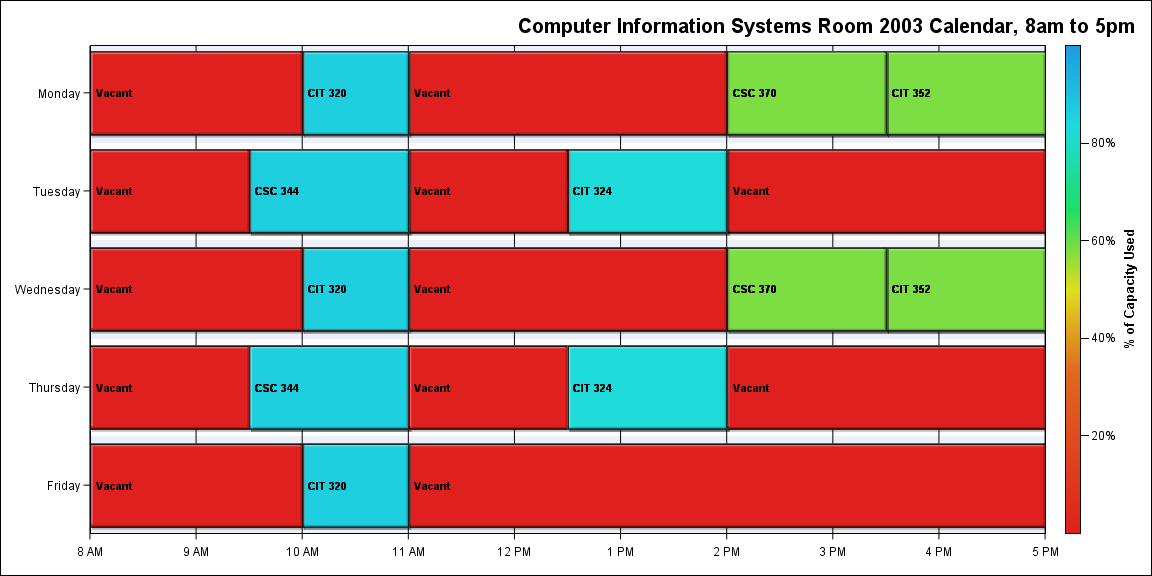 Computer Information Systems Room 2003 Calendar, 8am to 5pm
Monday Vacant CIT 320 Vacant CSC 370 CIT 352
80%
Tuesday Vacant CSC 344 Vacant CIT 324 Vacant
60%
Wednesday Vacant CIT 320 Vacant CSC 370 CIT 352
% of Capacity Used
40%
Thursday Vacant CSC 344 Vacant CIT 324 Vacant
20%
Friday Vacant CIT 320 Vacant
8 AM 9 AM 10 AM 11 AM 12 PM 1 PM 2 PM 3 PM 4 PM 5 PM